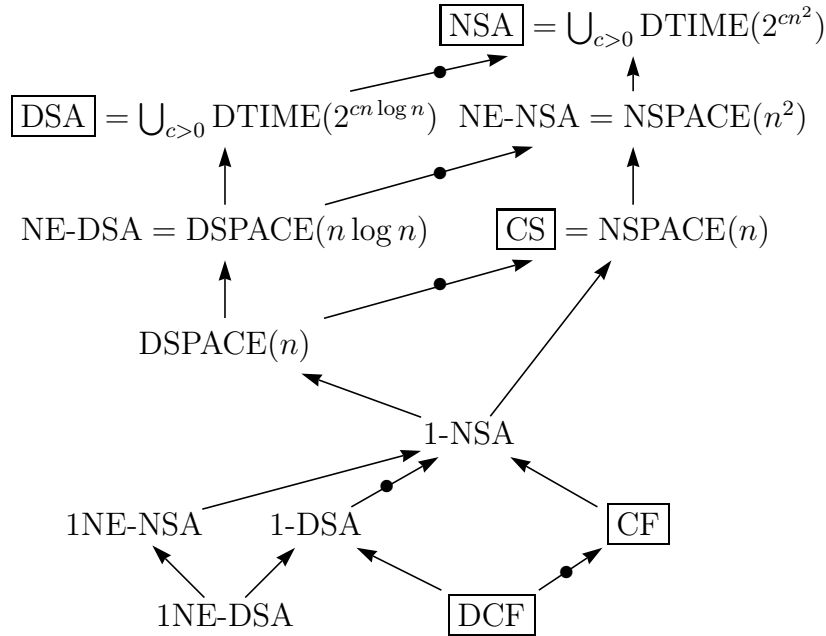 NSA = ⋃c>0 DTIME(2^{cn^2})
DSA = ⋃c>0 DTIME(2^{cn log n}) NE-NSA = NSPACE(n^2)
NE-DSA = DSPACE(n log n) CS = NSPACE(n)
DSPACE(n)
1-NSA
1NE-NSA 1-DSA CF
1NE-DSA DCF